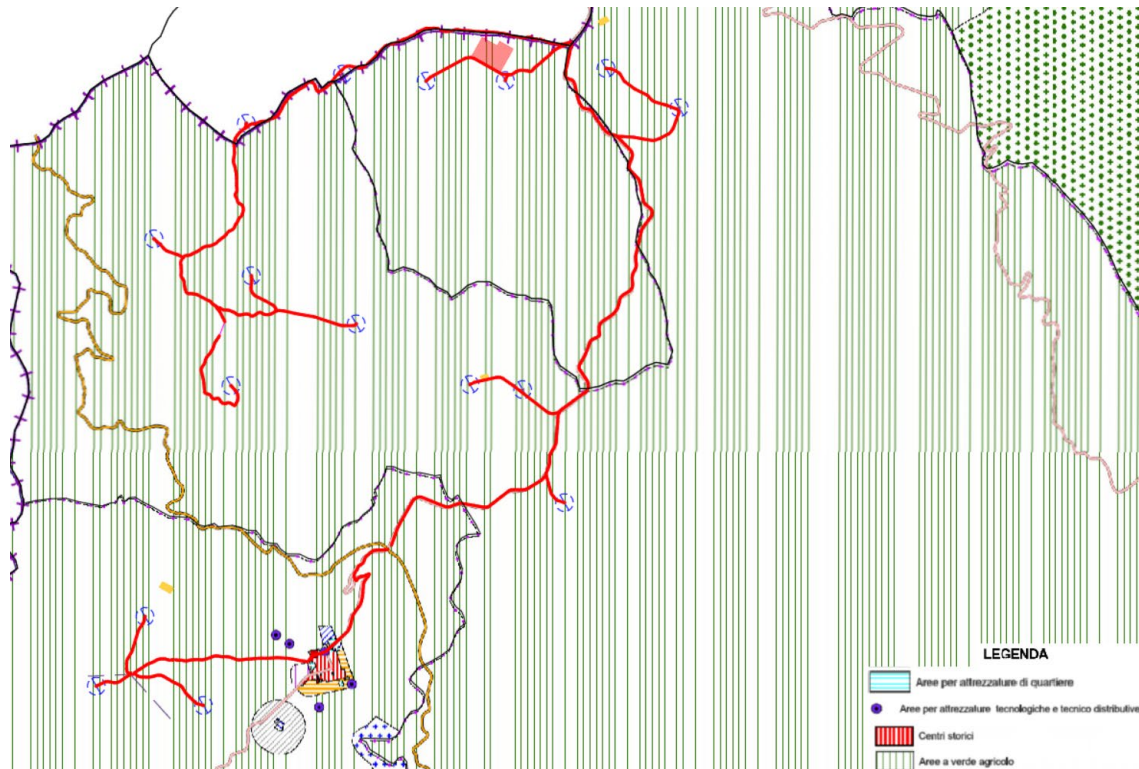 LEGENDA
Aree per attrezzature di quartiere
Aree per attrezzature tecnologiche e tecnico distributive
Centri storici
Aree a verde agricolo